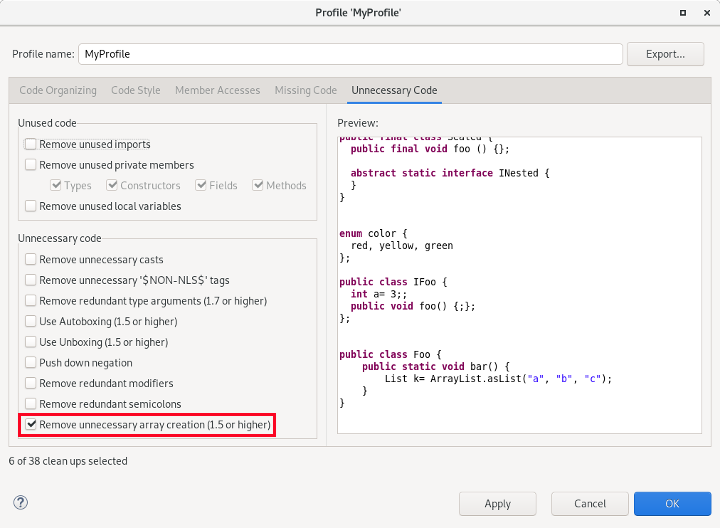 Profile 'MyProfile'
Profile name: MyProfile Export...
Code Organizing Code Style Member Accesses Missing Code Unnecessary Code
Unused code
Remove unused imports
Remove unused private members
Types Constructors Fields Methods
Remove unused local variables
Unnecessary code
Remove unnecessary casts
Remove unnecessary '$NON-NLS$' tags
Remove redundant type arguments (1.7 or higher)
Use Autoboxing (1.5 or higher)
Use Unboxing (1.5 or higher)
Push down negation
Remove redundant modifiers
Remove redundant semicolons
Remove unnecessary array creation (1.5 or higher)
Preview:
public final class Sealed {
public final void foo () {};
abstract static interface INested {
}
}
enum color {
red, yellow, green
};
public class IFoo {
int a= 3;;
public void foo() {;};
};
public class Foo {
public static void bar() {
List k= ArrayList.asList("a", "b", "c");
}
}
6 of 38 clean ups selected
? Apply Cancel OK